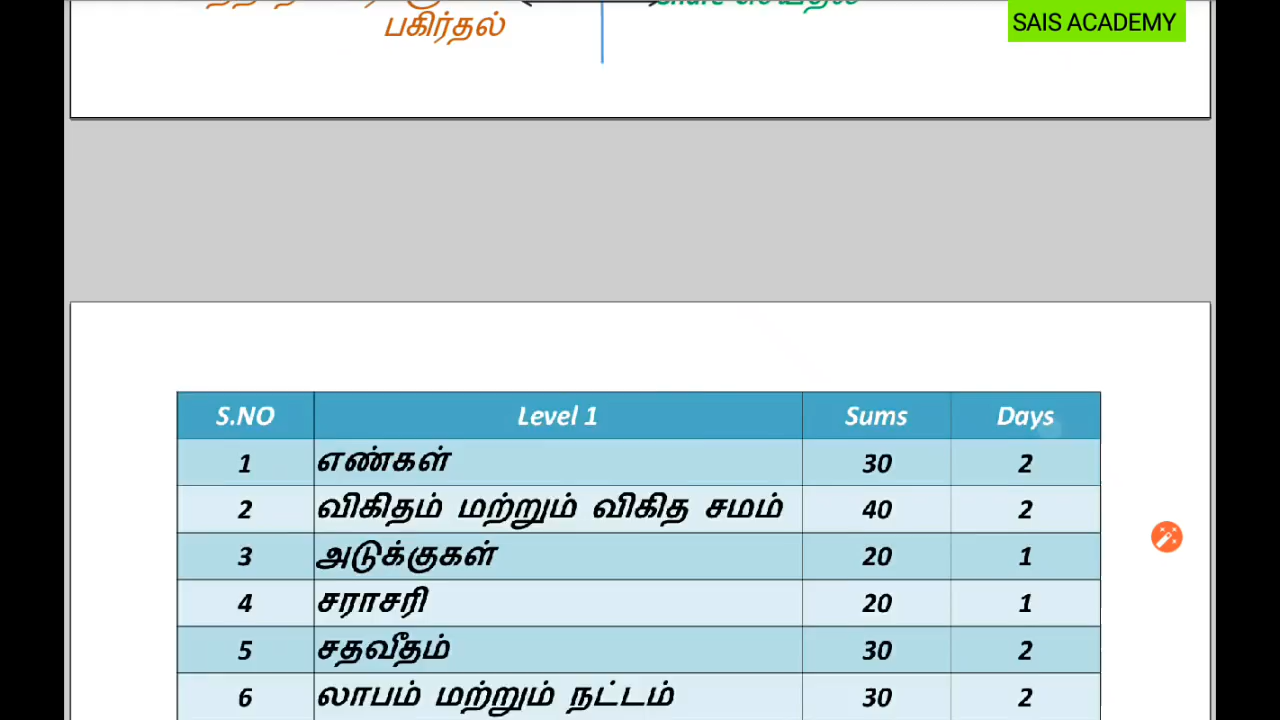 பகிர்தல்
share செய்தல்
SAIS ACADEMY
S.NO Level 1 Sums Days
1 எண்கள் 30 2
2 விகிதம் மற்றும் விகித சமம் 40 2
3 அடுக்குகள் 20 1
4 சராசரி 20 1
5 சதவீதம் 30 2
6 லாபம் மற்றும் நட்டம் 30 2